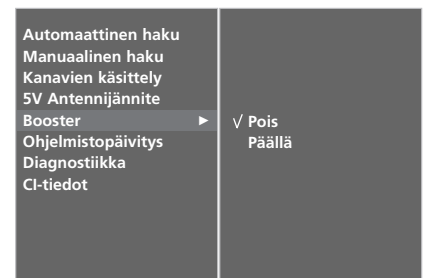 Automaattinen haku
Manuaalinen haku
Kanavien käsittely
5V Antennijännite
Booster ►
Ohjelmistopäivitys
Diagnostiikka
CI-tiedot
√ Pois
Päällä